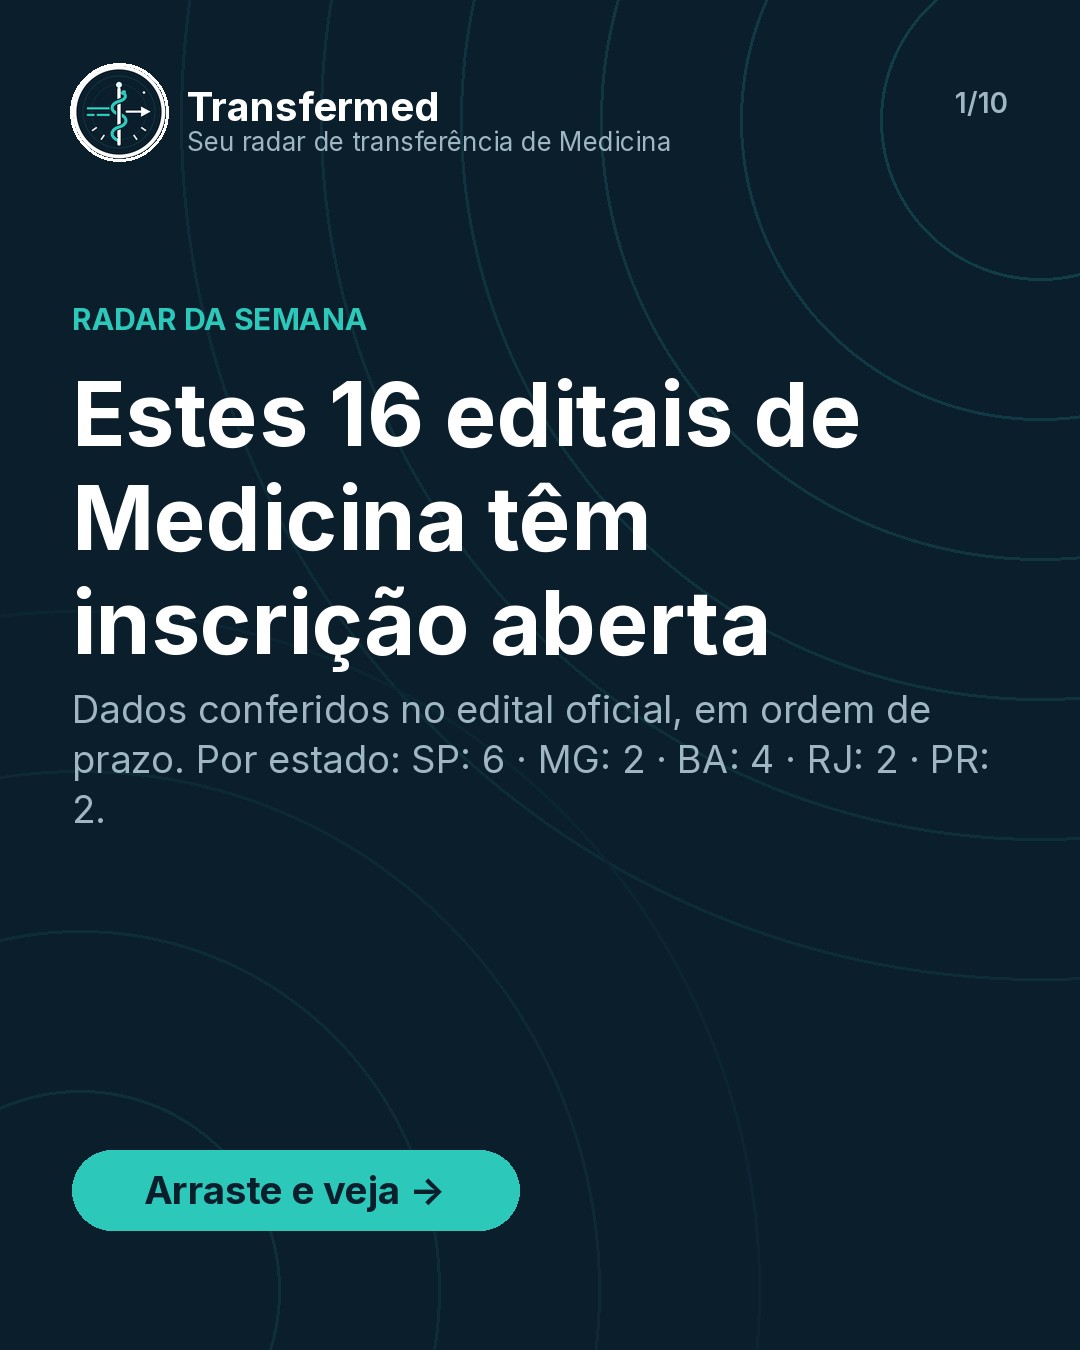 Transfermed
Seu radar de transferência de Medicina
1/10
RADAR DA SEMANA
Estes 16 editais de
Medicina têm
inscrição aberta
Dados conferidos no edital oficial, em ordem de
prazo. Por estado: SP: 6 · MG: 2 · BA: 4 · RJ: 2 · PR:
2.
Arraste e veja →